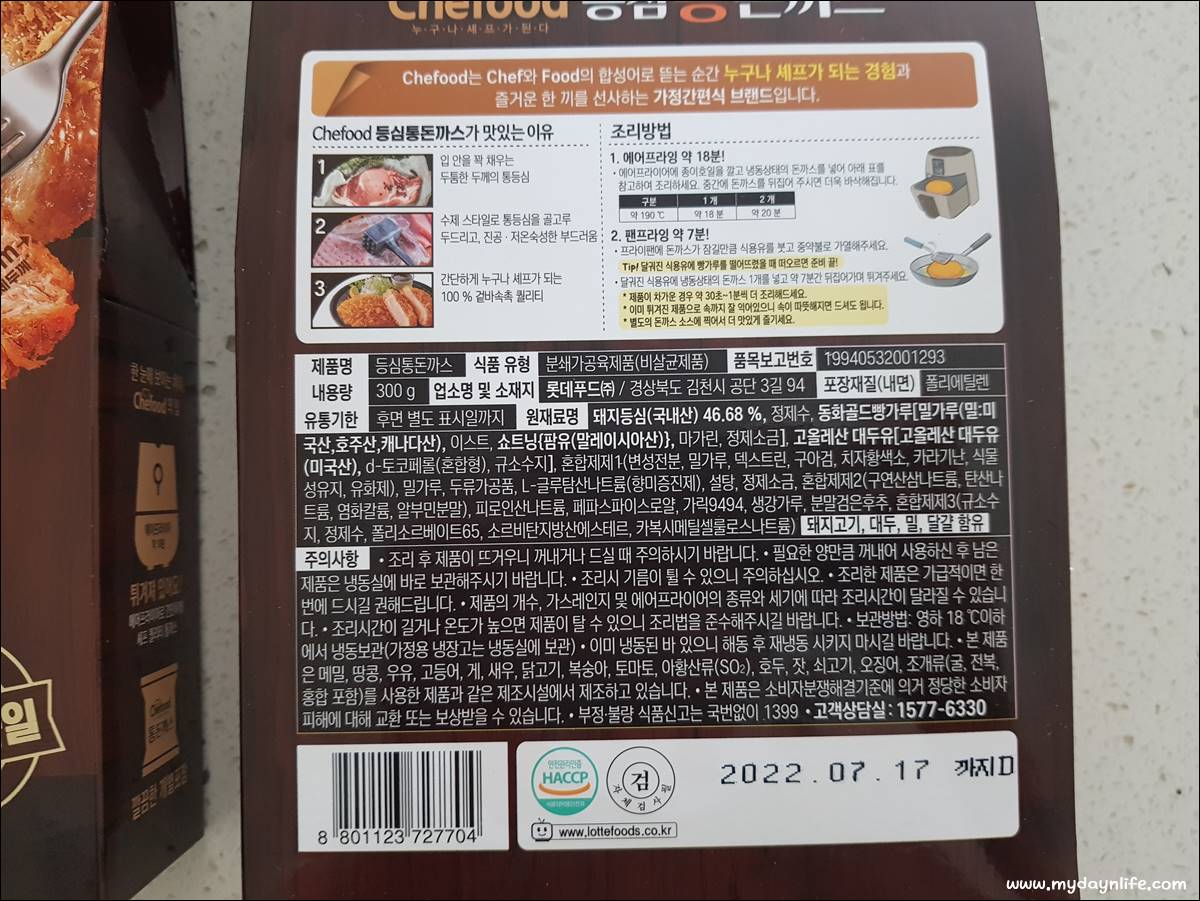 Chefood 등심통돈까스
누·구·나·셰·프·가·된·다
Chefood는 Chef와 Food의 합성어로 뜯는 순간 누구나 셰프가 되는 경험과
즐거운 한 끼를 선사하는 가정간편식 브랜드입니다.
Chefood 등심통돈까스가 맛있는 이유
1 입 안을 꽉 채우는
두툼한 두께의 통등심
2 수제 스타일로 통등심을 골고루
두드리고, 진공·저온숙성한 부드러움
3 간단하게 누구나 셰프가 되는
100 % 겉바속촉 퀄리티
조리방법
1. 에어프라잉 약 18분!
· 에어프라이어에 종이호일을 깔고 냉동상태의 돈까스를 넣어 아래 표를
참고하여 조리하세요. 중간에 돈까스를 뒤집어 주시면 더욱 바삭해집니다.
구분 1 개 2 개
약 190 ℃ 약 18 분 약 20 분
2. 팬프라잉 약 7분!
· 프라이팬에 돈까스가 잠길만큼 식용유를 붓고 중약불로 가열해주세요.
Tip! 달궈진 식용유에 빵가루를 떨어뜨렸을 때 떠오르면 준비 끝!
· 달궈진 식용유에 냉동상태의 돈까스 1개를 넣고 약 7분간 뒤집어가며 튀겨주세요.
* 제품이 차가운 경우 약 30초~1분씩 더 조리해드세요.
* 이미 튀겨진 제품으로 속까지 잘 익어있으니 속이 따뜻해지면 드셔도 됩니다.
* 별도의 돈까스 소스에 찍어서 더 맛있게 즐기세요.
제품명 등심통돈까스 식품 유형 분쇄가공육제품(비살균제품) 품목보고번호 19940532001293
내용량 300 g 업소명 및 소재지 롯데푸드㈜ / 경상북도 김천시 공단 3길 94 포장재질(내면) 폴리에틸렌
유통기한 후면 별도 표시일까지 원재료명 돼지등심(국내산) 46.68 %, 정제수, 동화골드빵가루[밀가루(밀:미
국산,호주산,캐나다산), 이스트, 쇼트닝{팜유(말레이시아산)}, 마가린, 정제소금], 고올레산 대두유[고올레산 대두유
(미국산), d-토코페롤(혼합형), 규소수지], 혼합제제1(변성전분, 밀가루, 덱스트린, 구아검, 치자황색소, 카라기난, 식물
성유지, 유화제), 밀가루, 두류가공품, L-글루탐산나트륨(향미증진제), 설탕, 정제소금, 혼합제제2(구연산삼나트륨, 탄산나
트륨, 염화칼륨, 알부민분말), 피로인산나트륨, 페파스파이스로얄, 가릭9494, 생강가루, 분말검은후추, 혼합제제3(규소수
지, 정제수, 폴리소르베이트65, 소르비탄지방산에스테르, 카복시메틸셀룰로스나트륨) 돼지고기, 대두, 밀, 달걀 함유
주의사항 • 조리 후 제품이 뜨거우니 꺼내거나 드실 때 주의하시기 바랍니다. • 필요한 양만큼 꺼내어 사용하신 후 남은
제품은 냉동실에 바로 보관해주시기 바랍니다. • 조리시 기름이 튈 수 있으니 주의하십시오. • 조리한 제품은 가급적이면 한
번에 드시길 권해드립니다. • 제품의 개수, 가스레인지 및 에어프라이어의 종류와 세기에 따라 조리시간이 달라질 수 있습니
다. • 조리시간이 길거나 온도가 높으면 제품이 탈 수 있으니 조리법을 준수해주시길 바랍니다. • 보관방법: 영하 18 ℃이하
에서 냉동보관(가정용 냉장고는 냉동실에 보관) • 이미 냉동된 바 있으니 해동 후 재냉동 시키지 마시길 바랍니다. • 본 제품
은 메밀, 땅콩, 우유, 고등어, 게, 새우, 닭고기, 복숭아, 토마토, 아황산류(SO₂), 호두, 잣, 쇠고기, 오징어, 조개류(굴, 전복,
홍합 포함)를 사용한 제품과 같은 제조시설에서 제조하고 있습니다. • 본 제품은 소비자분쟁해결기준에 의거 정당한 소비자
피해에 대해 교환 또는 보상받을 수 있습니다. • 부정·불량 식품신고는 국번없이 1399 • 고객상담실 : 1577-6330
8 801123 727704
안전관리인증
HACCP
검
자체검사필
www.lottefoods.co.kr
2022.07.17 까지D
한 눈에 보이는
Chefood
일
www.mydaynlife.com